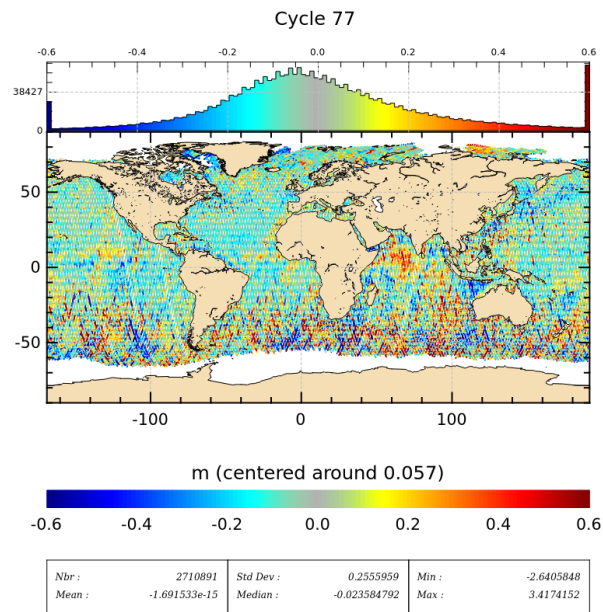 Cycle 77
-0.6 -0.4 -0.2 0.0 0.2 0.4 0.6
38427
0
50
0
-50
-100 0 100
m (centered around 0.057)
-0.6 -0.4 -0.2 0.0 0.2 0.4 0.6
Nbr : 2710891 Std Dev : 0.2555959 Min : -2.6405848
Mean : -1.691533e-15 Median : -0.023584792 Max : 3.4174152